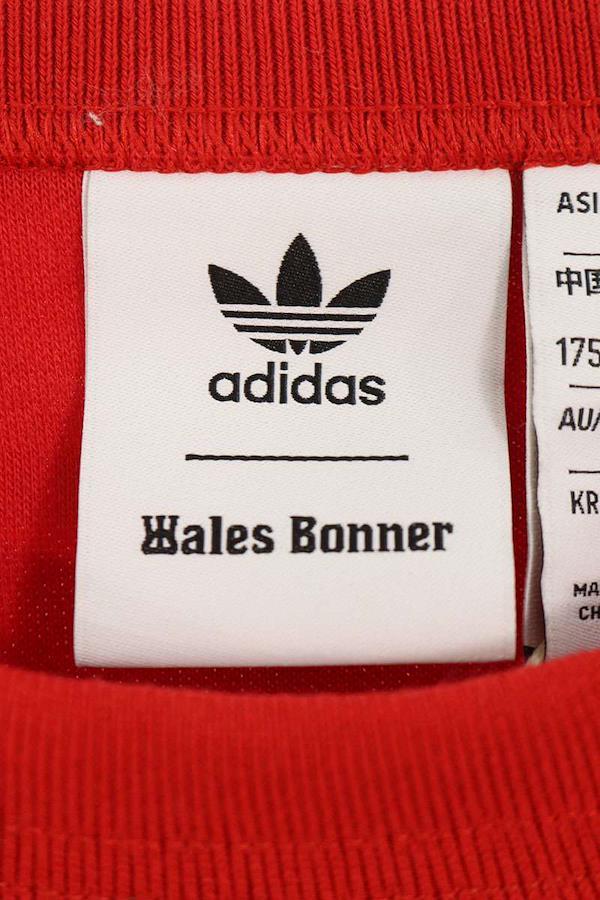 adidas
Wales Bonner
ASI
中国
175
AU/
KR
MA
CH